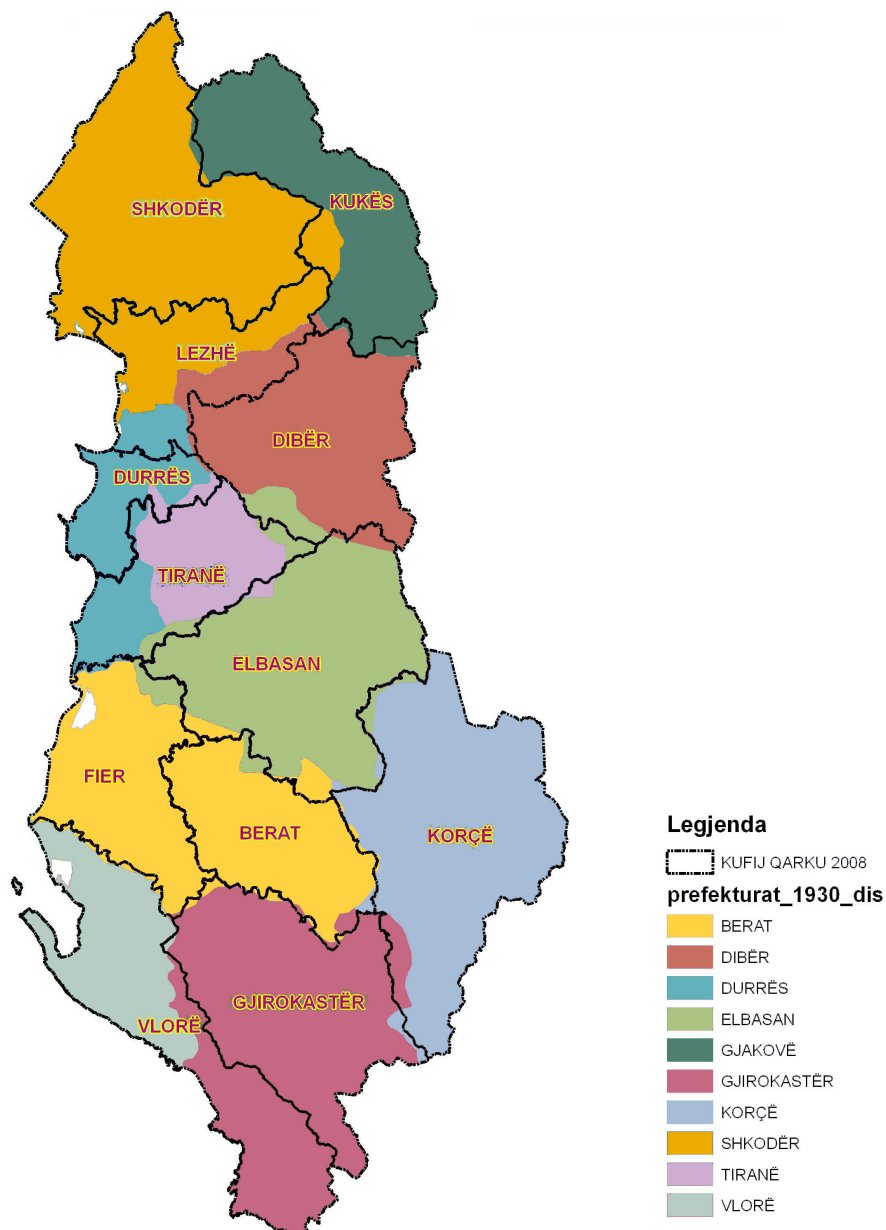 SHKODËR
KUKËS
LEZHË
DIBËR
DURRËS
TIRANË
ELBASAN
FIER
BERAT
KORÇË
GJIROKASTËR
VLORË
Legjenda
KUFIJ QARKU 2008
prefekturat_1930_dis
BERAT
DIBËR
DURRËS
ELBASAN
GJAKOVË
GJIROKASTËR
KORÇË
SHKODËR
TIRANË
VLORË